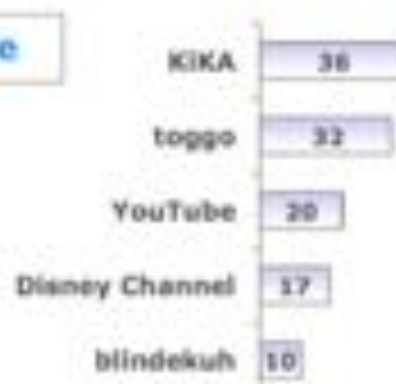 e
KiKA 36
toggo 32
YouTube 20
Disney Channel 17
blindekuh 10